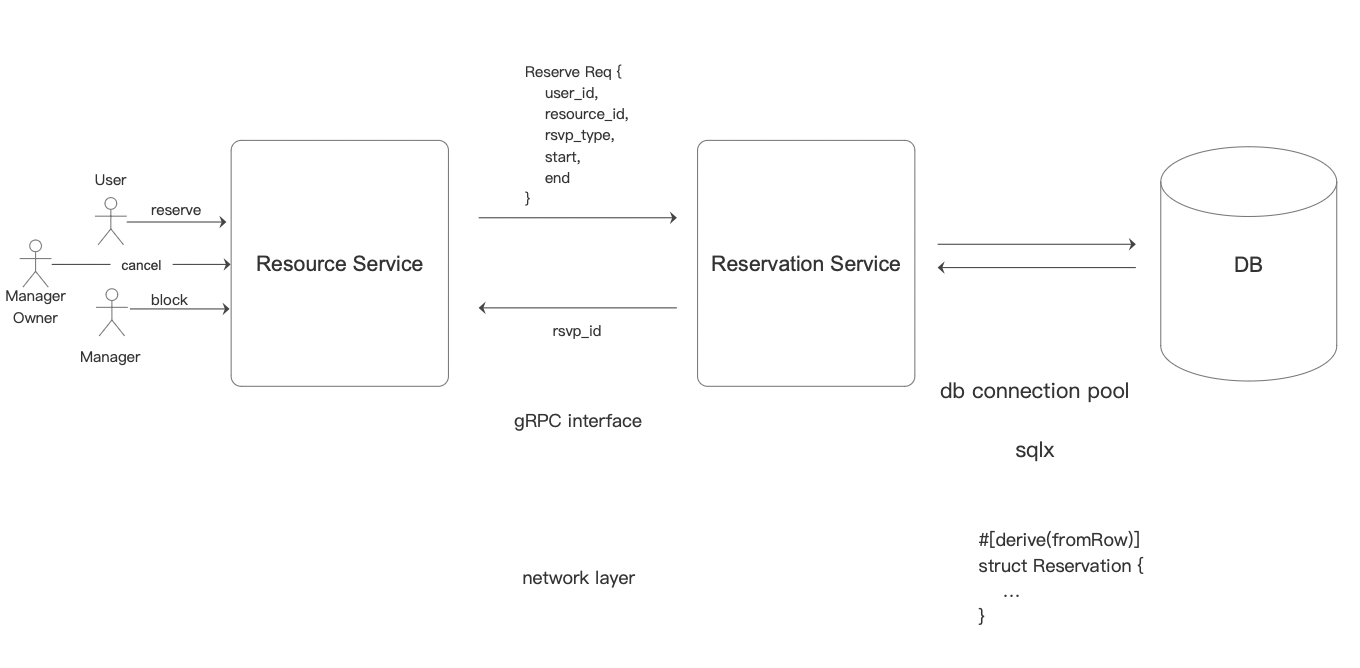 Reserve Req {
user_id,
resource_id,
rsvp_type,
start,
end
}
User
reserve
cancel
Manager
Owner
block
Manager
Resource Service
rsvp_id
gRPC interface
network layer
Reservation Service
DB
db connection pool
sqlx
#[derive(fromRow)]
struct Reservation {
...
}